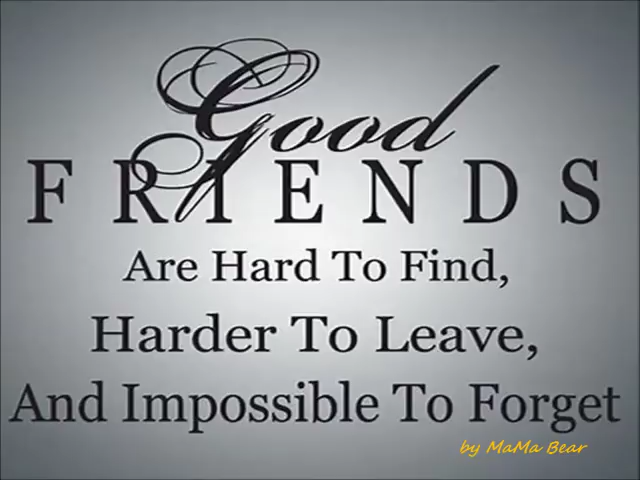 Good
FRIENDS
Are Hard To Find,
Harder To Leave,
And Impossible To Forget
by MaMa Bear